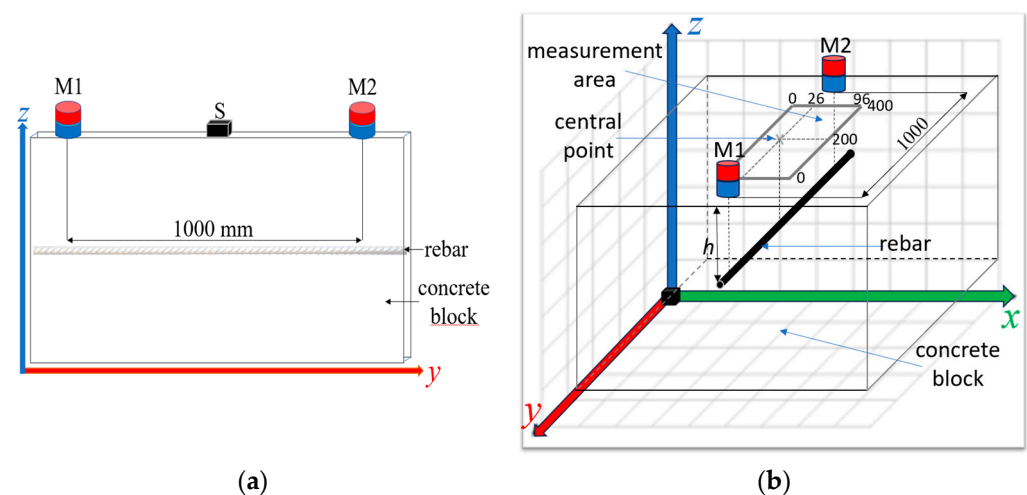 M1
S
M2
z
1000 mm
rebar
concrete
block
y
(a)
z
M2
measurement
area
0 26 96
400
central
point
1000
M1
200
0
h
rebar
x
concrete
block
y
(b)